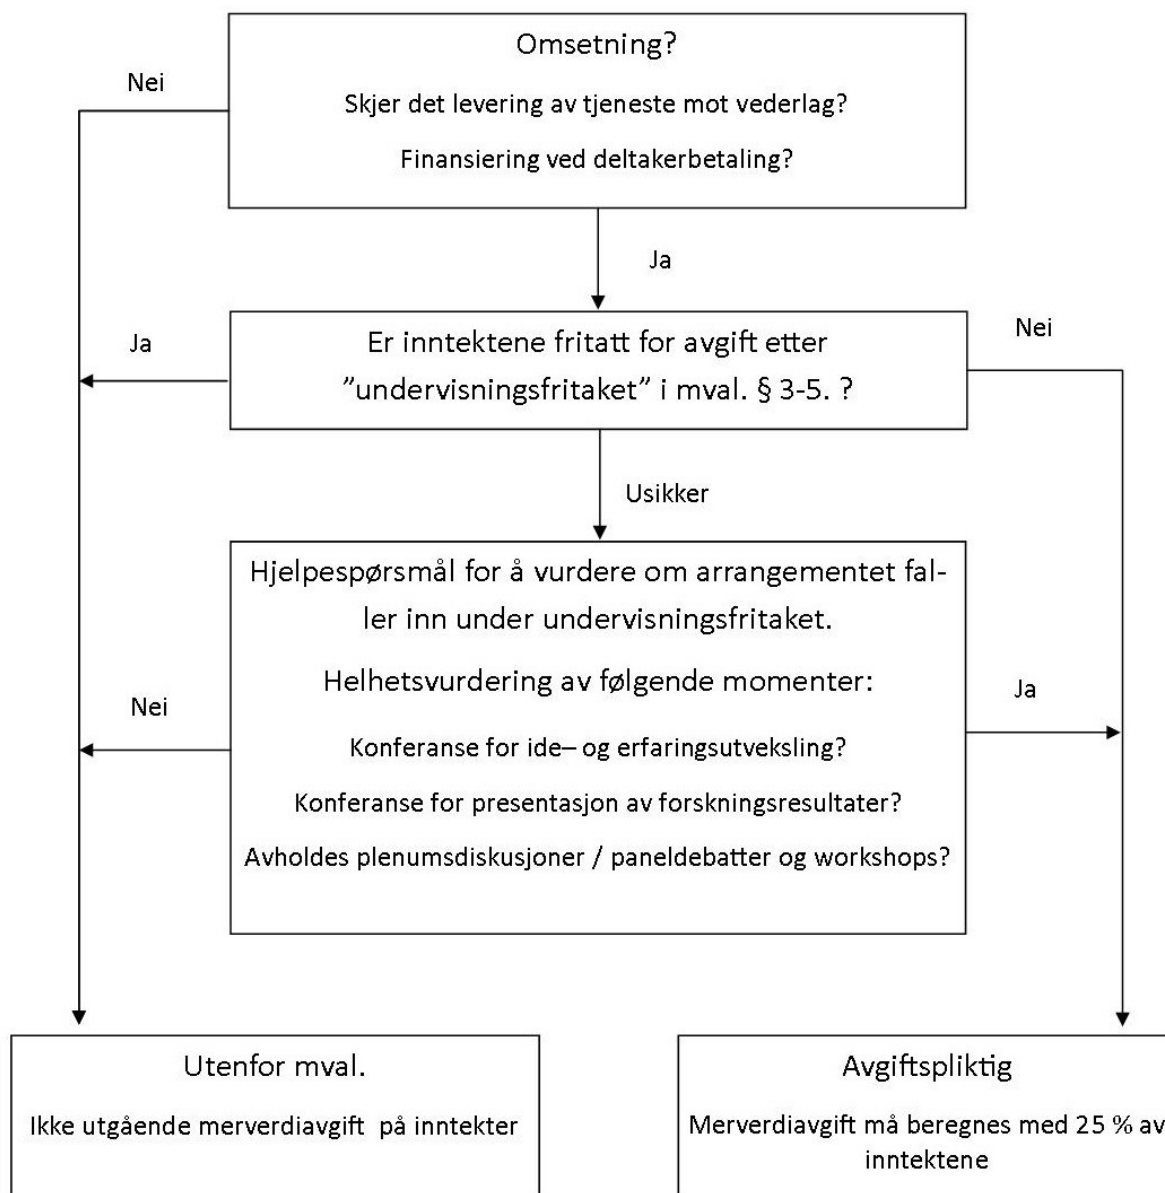 Omsetning?
Nei
Skjer det levering av tjeneste mot vederlag?
Finansiering ved deltakerbetaling?
Ja
Nei
Ja
Er inntektene fritatt for avgift etter
”undervisningsfritaket” i mval. § 3-5. ?
Usikker
Hjelpespørsmål for å vurdere om arrangementet fal-
ler inn under undervisningsfritaket.
Helhetsvurdering av følgende momenter:
Nei
Ja
Konferanse for ide– og erfaringsutveksling?
Konferanse for presentasjon av forskningsresultater?
Avholdes plenumsdiskusjoner / paneldebatter og workshops?
Utenfor mval.
Ikke utgående merverdiavgift  på inntekter
Avgiftspliktig
Merverdiavgift må beregnes med 25 % av
inntektene